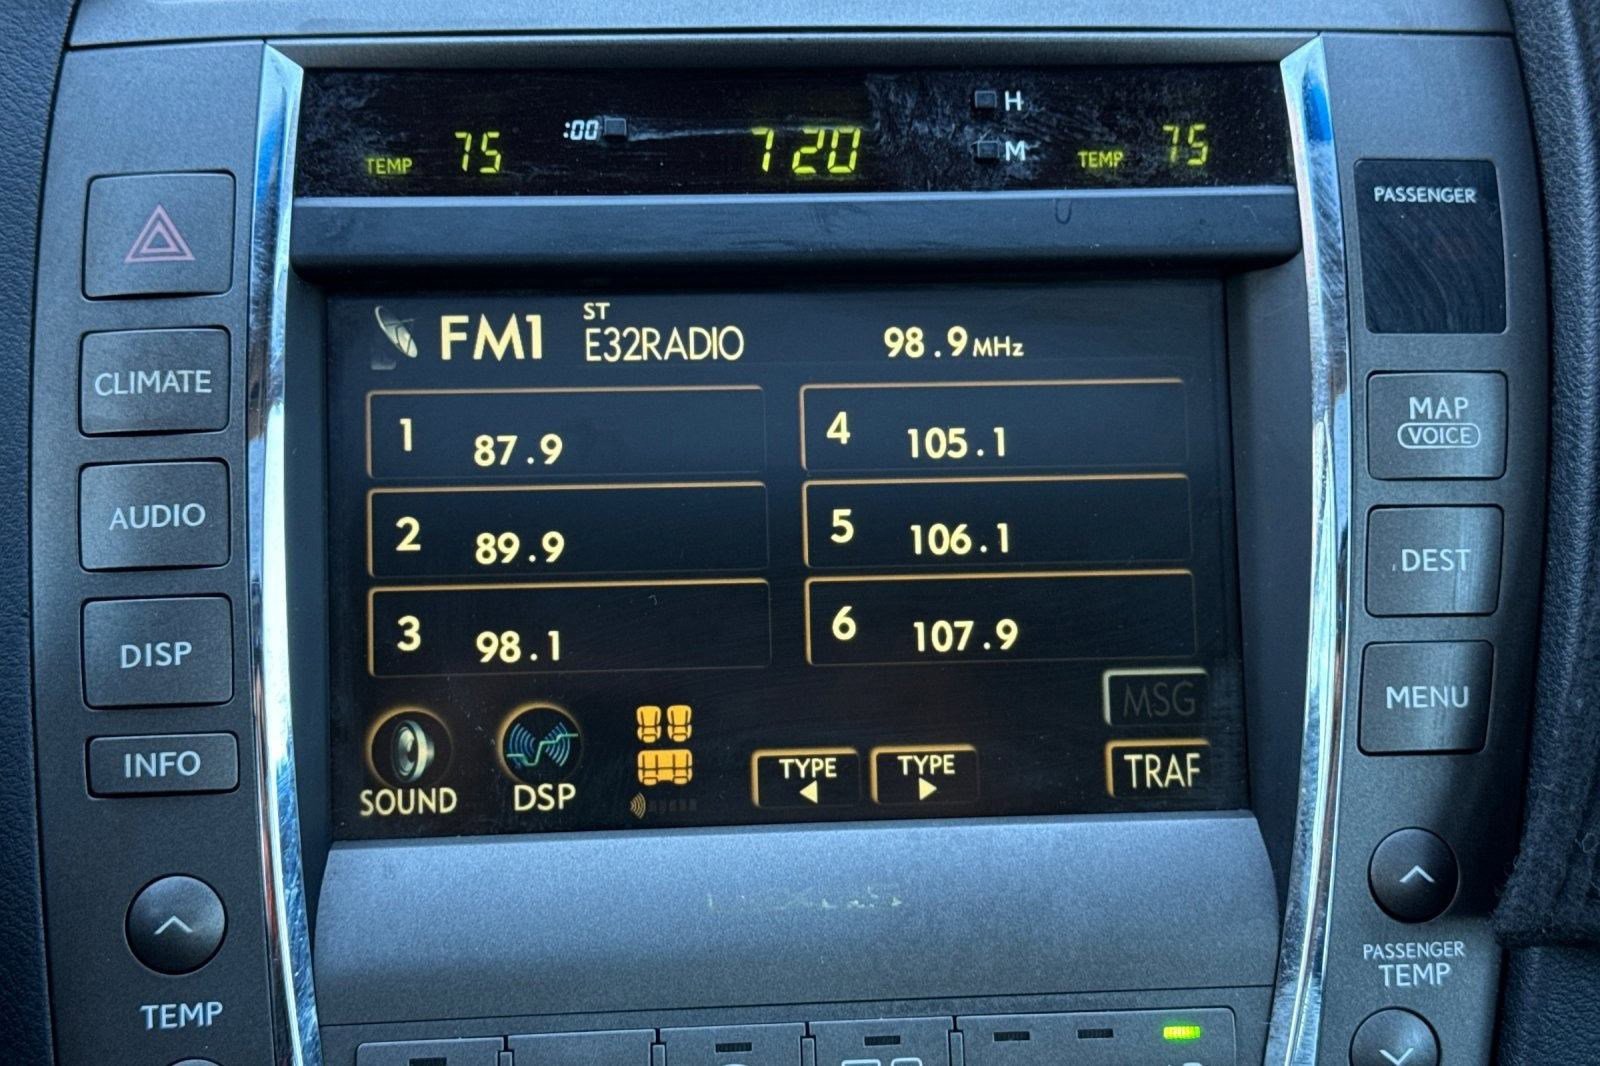 TEMP 75 :00 7 20 H M TEMP 75
PASSENGER
FM1 ST E32RADIO 98.9 MHz
CLIMATE
1 87.9 4 105.1
MAP
VOICE
AUDIO
2 89.9 5 106.1
DEST
DISP
3 98.1 6 107.9
MENU
MSG
INFO
SOUND DSP TYPE TYPE TRAF
TEMP
PASSENGER
TEMP